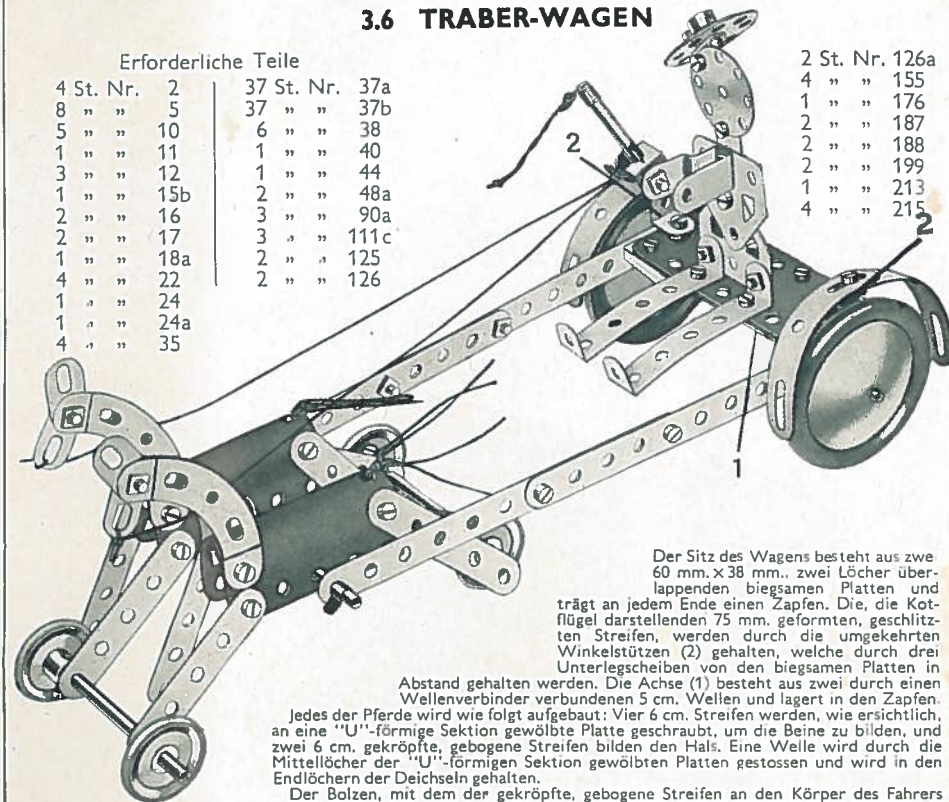 3.6 TRABER-WAGEN
Erforderliche Teile
4 St. Nr. 2
8 „ „ 5
5 „ „ 10
1 „ „ 11
3 „ „ 12
1 „ „ 15b
2 „ „ 16
2 „ „ 17
1 „ „ 18a
4 „ „ 22
1 „ „ 24
1 „ „ 24a
4 „ „ 35
37 St. Nr. 37a
37 „ „ 37b
6 „ „ 38
1 „ „ 40
1 „ „ 44
2 „ „ 48a
3 „ „ 90a
3 „ „ 111c
2 „ „ 125
2 „ „ 126
2 St. Nr. 126a
4 „ „ 155
1 „ „ 176
2 „ „ 187
2 „ „ 188
2 „ „ 199
1 „ „ 213
4 „ „ 215
2
2
1
Der Sitz des Wagens besteht aus zwe
60 mm. x 38 mm., zwei Löcher über-
lappenden biegsamen Platten und
trägt an jedem Ende einen Zapfen. Die, die Kot-
flügel darstellenden 75 mm. geformten, geschlitz-
ten Streifen, werden durch die umgekehrten
Winkelstützen (2) gehalten, welche durch drei
Unterlegscheiben von den biegsamen Platten in
Abstand gehalten werden. Die Achse (1) besteht aus zwei durch einen
Wellenverbinder verbundenen 5 cm. Wellen und lagert in den Zapfen.
Jedes der Pferde wird wie folgt aufgebaut: Vier 6 cm. Streifen werden, wie ersichtlich,
an eine "U"-förmige Sektion gewölbte Platte geschraubt, um die Beine zu bilden, und
zwei 6 cm. gekröpfte, gebogene Streifen bilden den Hals. Eine Welle wird durch die
Mittellöcher der "U"-förmigen Sektion gewölbten Platten gestossen und wird in den
Endlöchern der Deichseln gehalten.
Der Bolzen, mit dem der gekröpfte, gebogene Streifen an den Körper des Fahrers